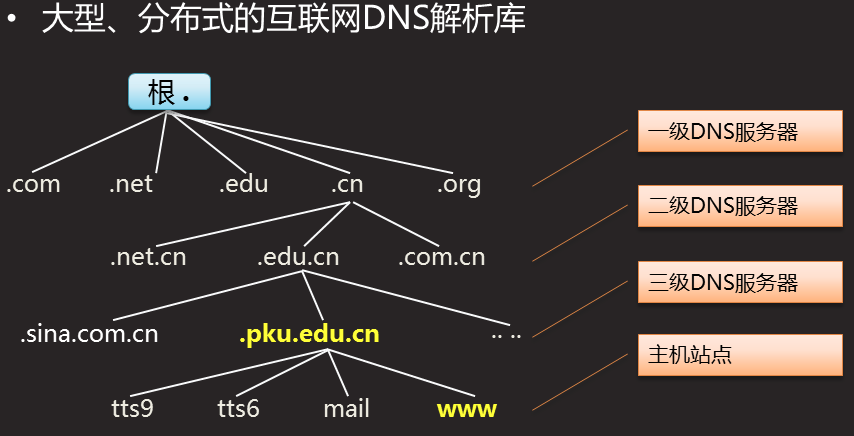 • 大型、分布式的互联网DNS解析库
根 .
一级DNS服务器
.com .net .edu .cn .org
二级DNS服务器
.net.cn .edu.cn .com.cn
三级DNS服务器
.sina.com.cn .pku.edu.cn .. ..
主机站点
tts9 tts6 mail www